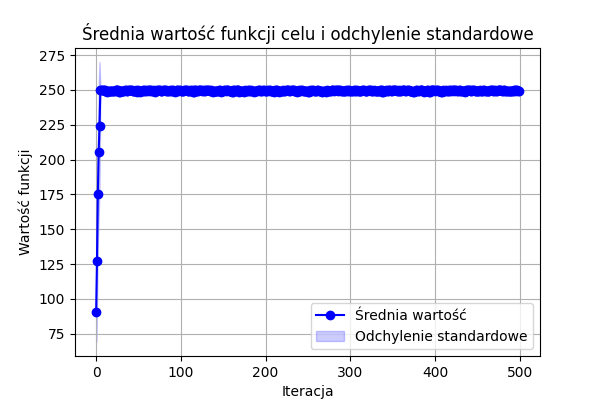 Średnia wartość funkcji celu i odchylenie standardowe
275
250
225
200
175
150
125
100
75
Wartość funkcji
Średnia wartość
Odchylenie standardowe
0 100 200 300 400 500
Iteracja